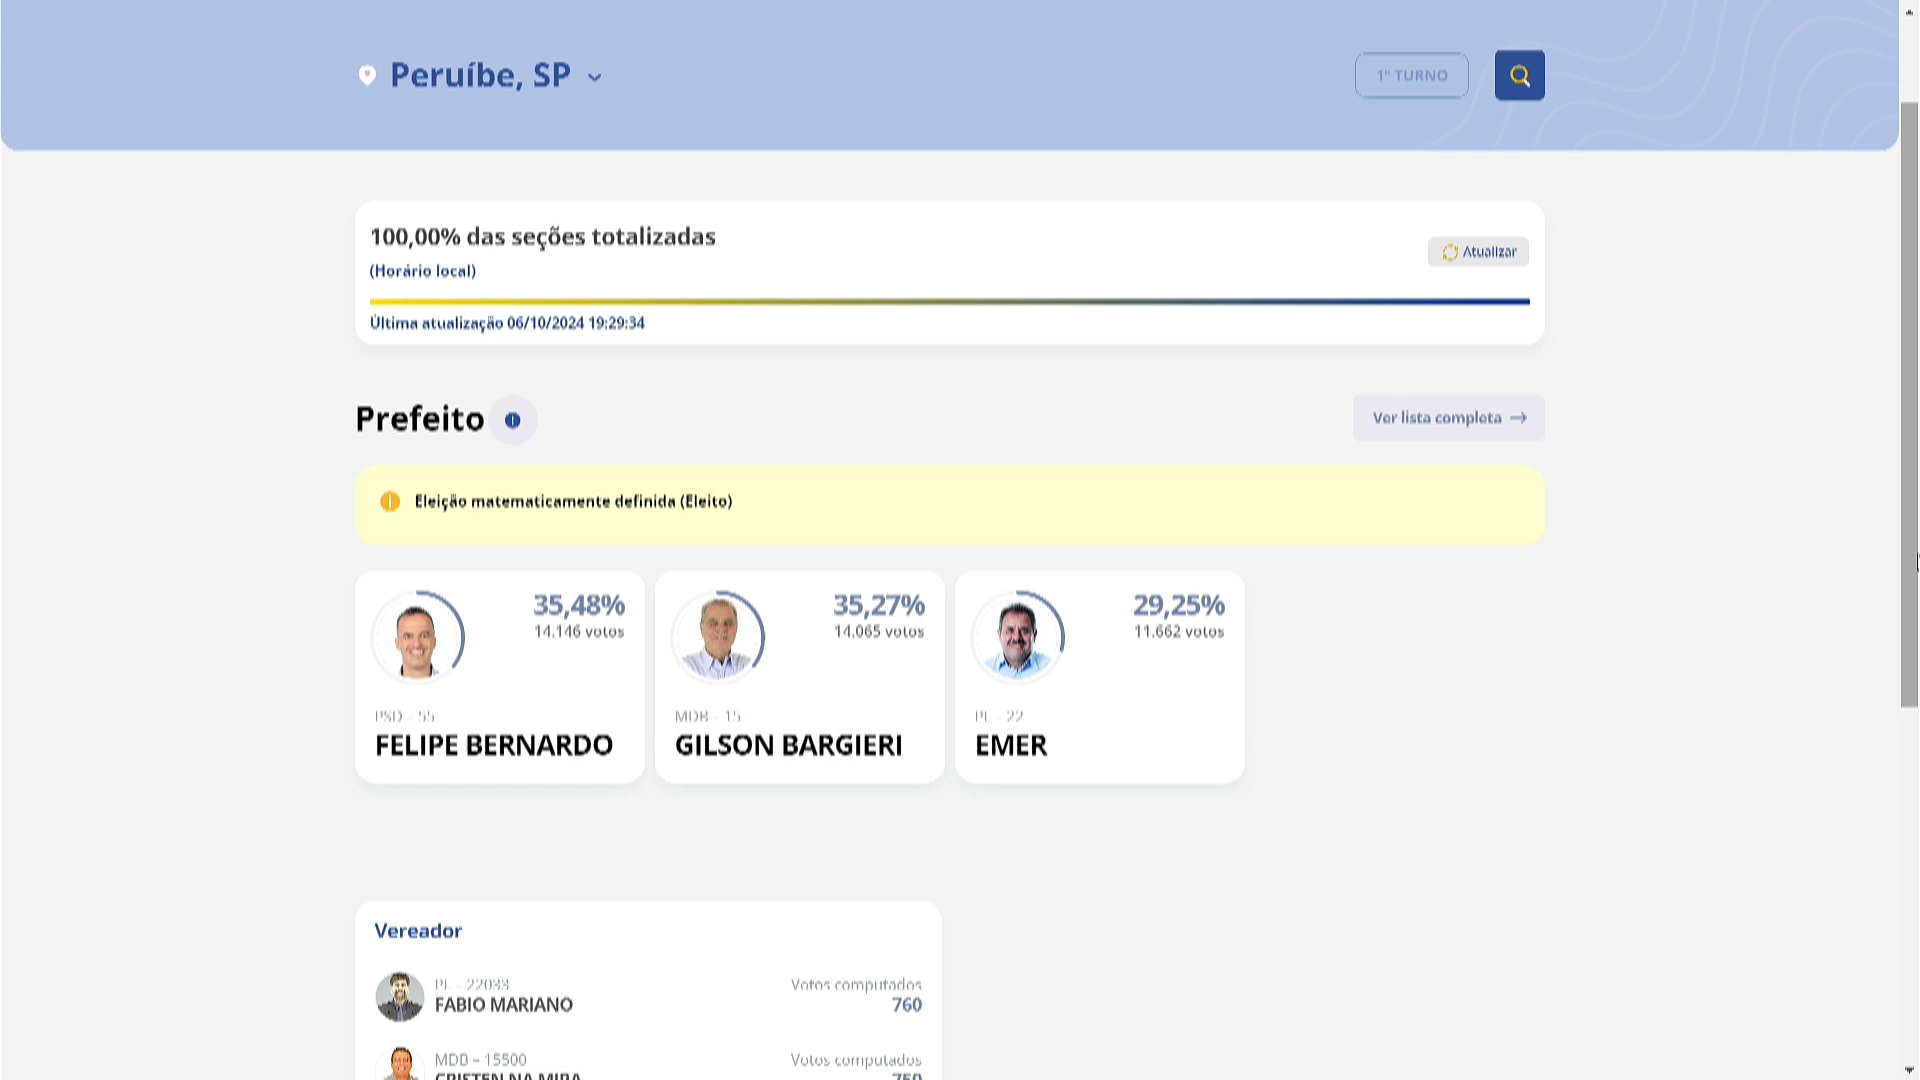 Peruíbe, SP
1º TURNO
100,00% das seções totalizadas
(Horário local)
Atualizar
Última atualização 06/10/2024 19:29:34
Prefeito
Ver lista completa
Eleição matematicamente definida (Eleito)
35,48%
14.146 votos
PSD - 55
FELIPE BERNARDO
35,27%
14.065 votos
MDB - 15
GILSON BARGIERI
29,25%
11.662 votos
PL - 22
EMER
Vereador
PL - 22033
FABIO MARIANO
Votos computados
760
MDB - 15500
Votos computados
750